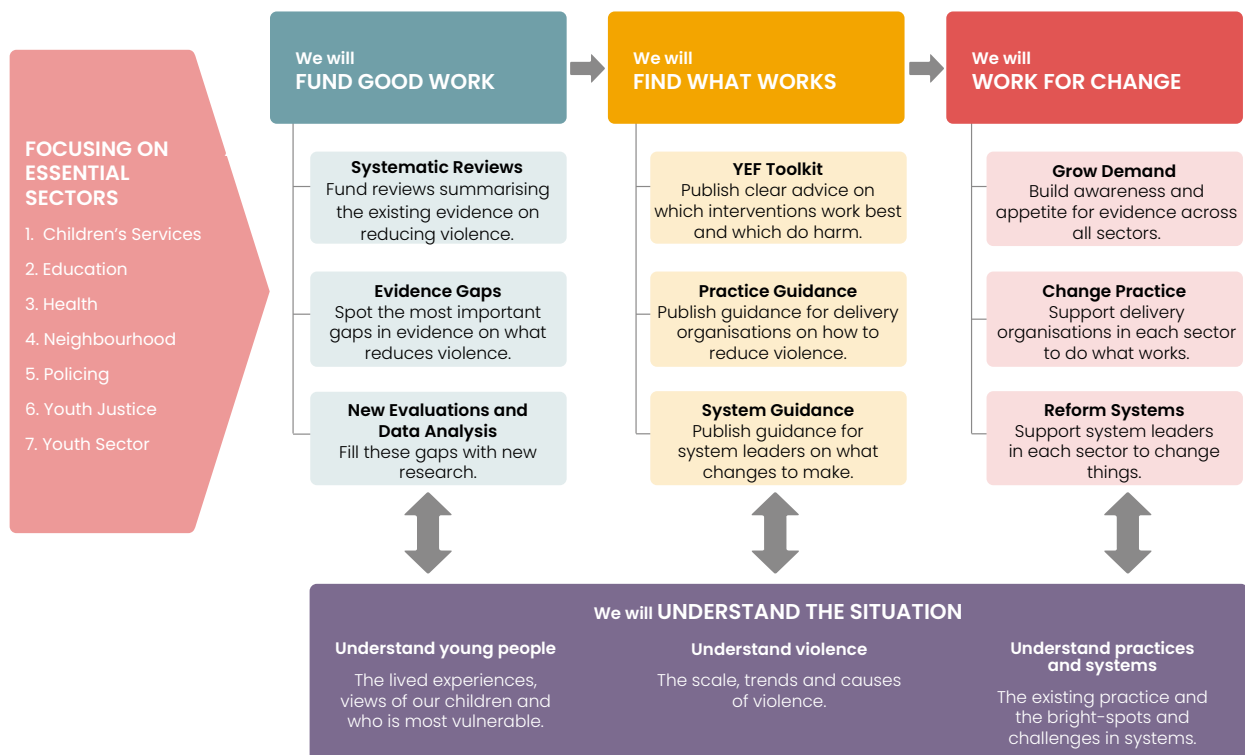 FOCUSING ON
ESSENTIAL
SECTORS
1. Children's Services
2. Education
3. Health
4. Neighbourhood
5. Policing
6. Youth Justice
7. Youth Sector
We will
FUND GOOD WORK
Systematic Reviews
Fund reviews summarising
the existing evidence on
reducing violence.
Evidence Gaps
Spot the most important
gaps in evidence on what
reduces violence.
New Evaluations and
Data Analysis
Fill these gaps with new
research.
We will
FIND WHAT WORKS
YEF Toolkit
Publish clear advice on
which interventions work best
and which do harm.
Practice Guidance
Publish guidance for delivery
organisations on how to
reduce violence.
System Guidance
Publish guidance for
system leaders on what
changes to make.
We will
WORK FOR CHANGE
Grow Demand
Build awareness and
appetite for evidence across
all sectors.
Change Practice
Support delivery
organisations in each sector
to do what works.
Reform Systems
Support system leaders
in each sector to change
things.
We will UNDERSTAND THE SITUATION
Understand young people
The lived experiences,
views of our children and
who is most vulnerable.
Understand violence
The scale, trends and causes
of violence.
Understand practices
and systems
The existing practice and
the bright-spots and
challenges in systems.